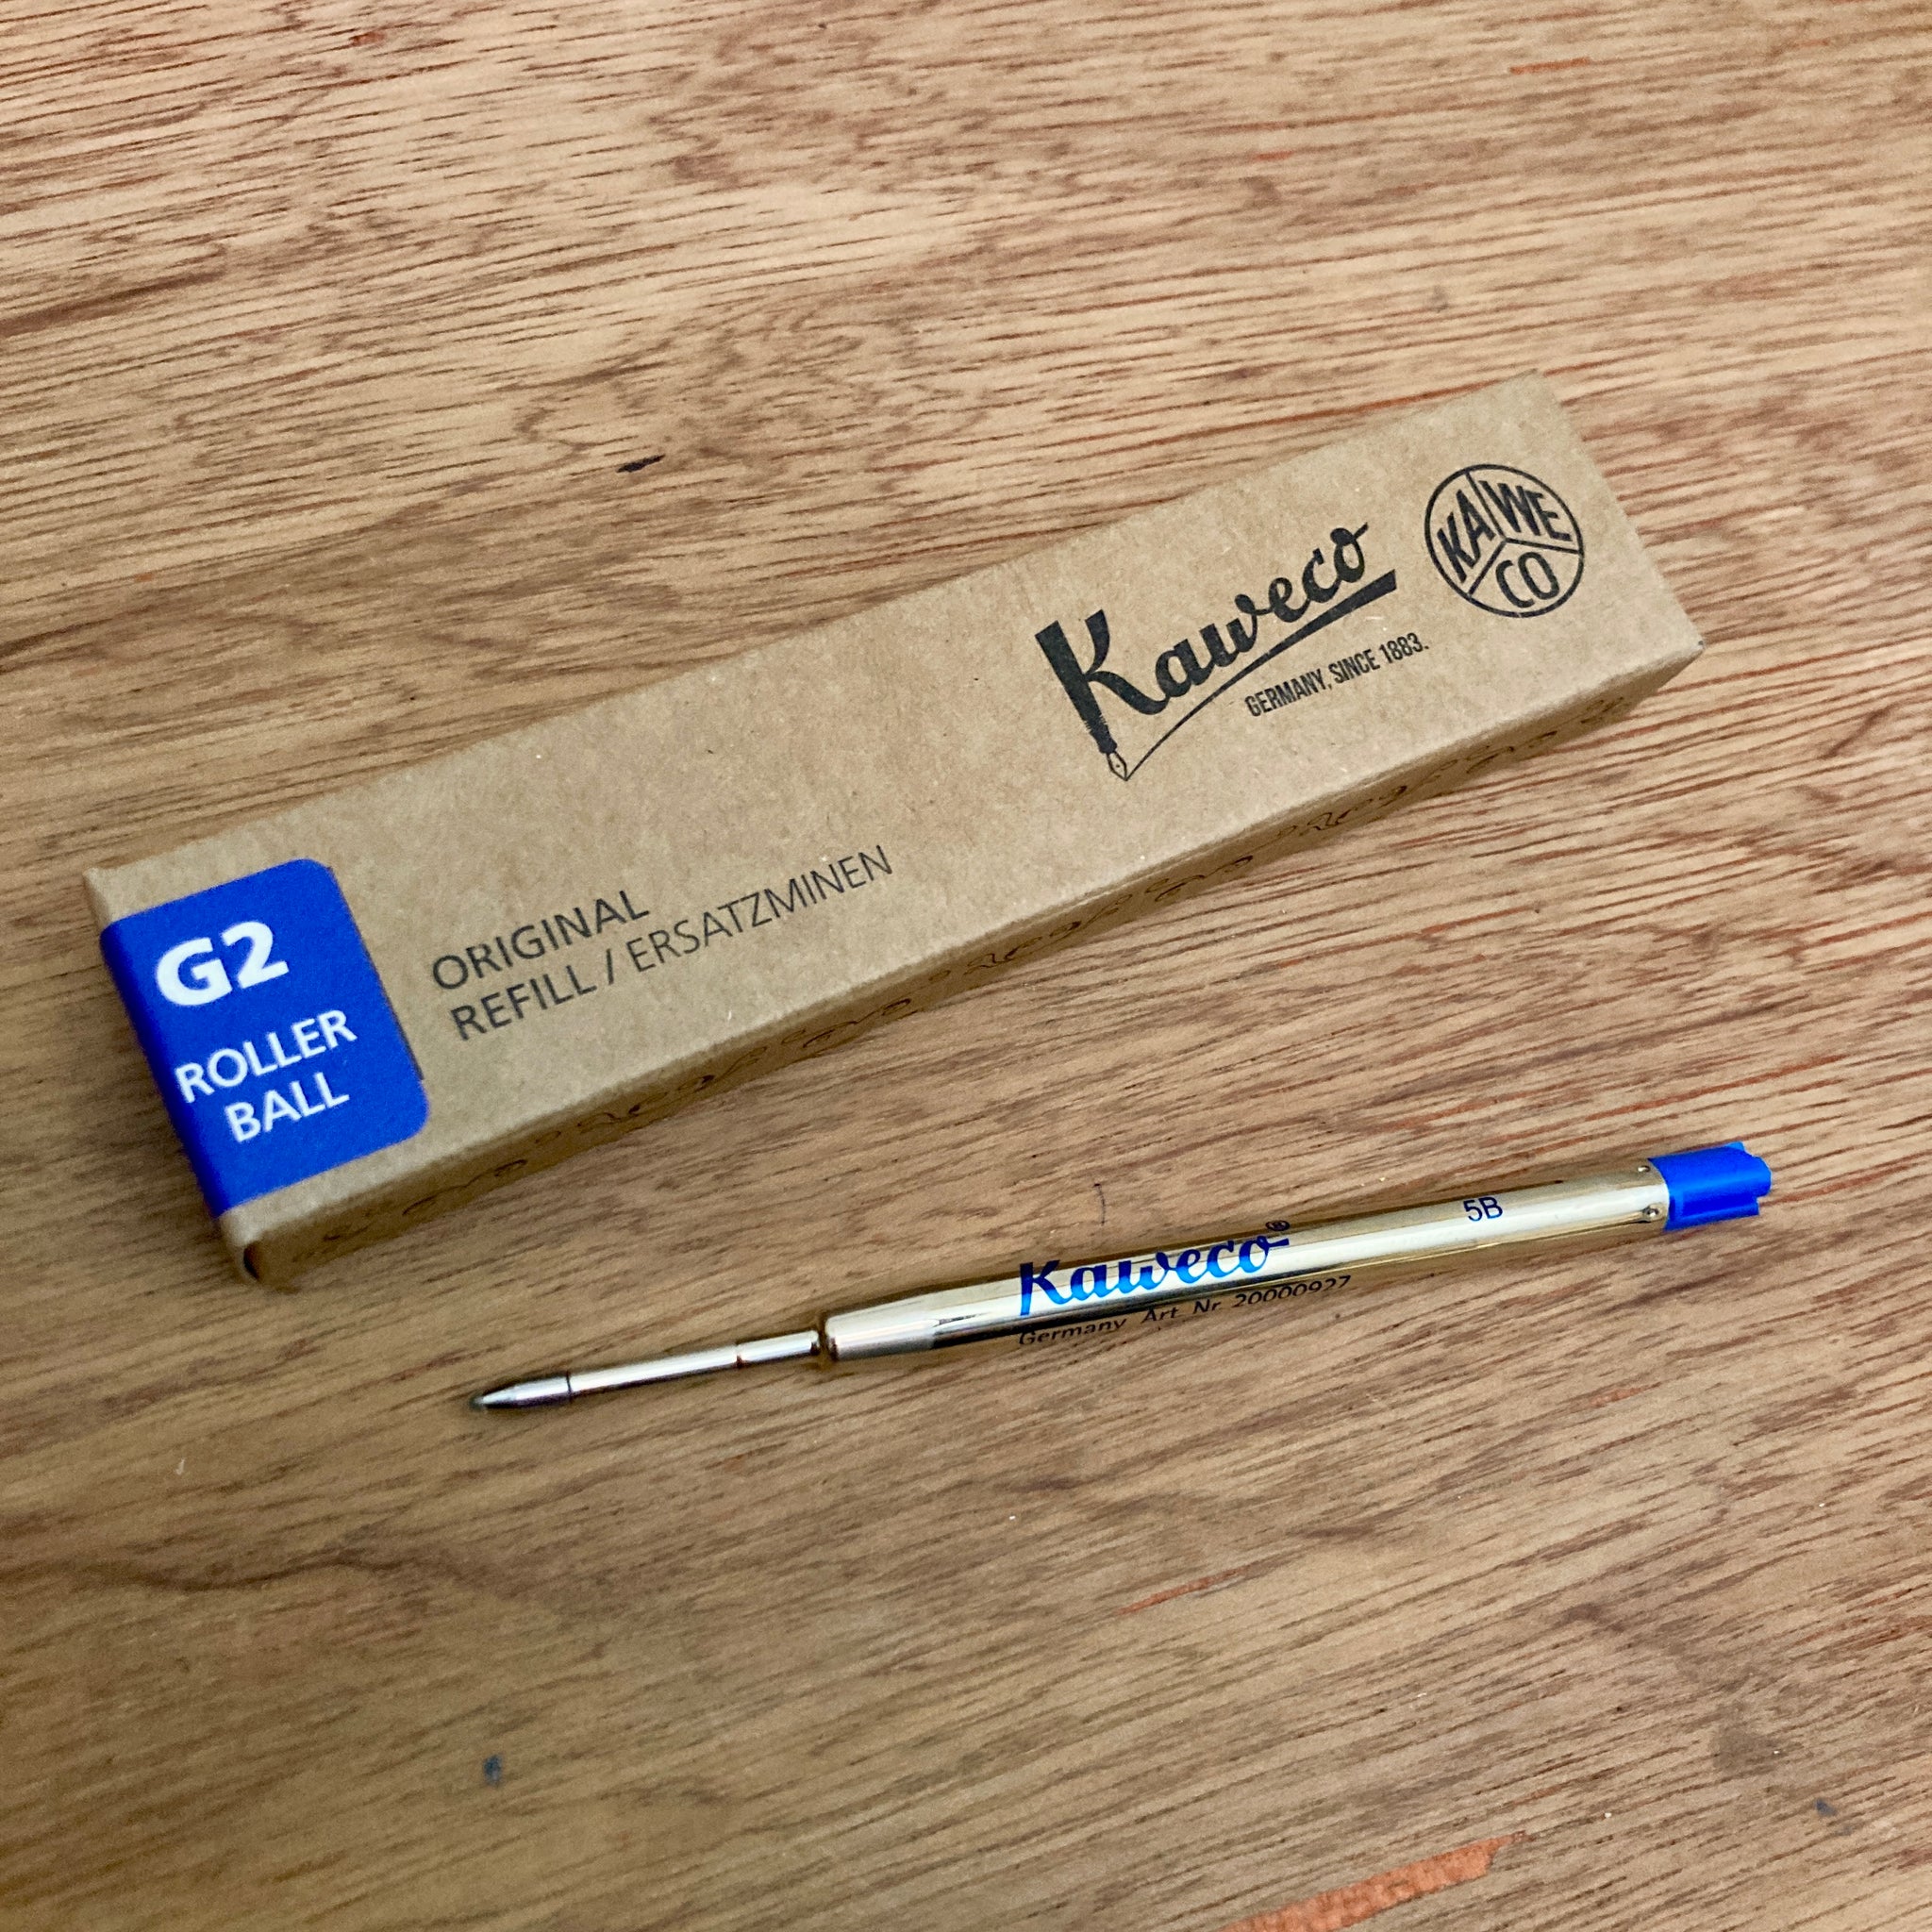 Kaweco
GERMANY, SINCE 1883.
KA WE
CO
G2
ROLLER
BALL
ORIGINAL
REFILL / ERSATZMINEN
Kaweco®
5B
Germany Art. Nr. 20000927